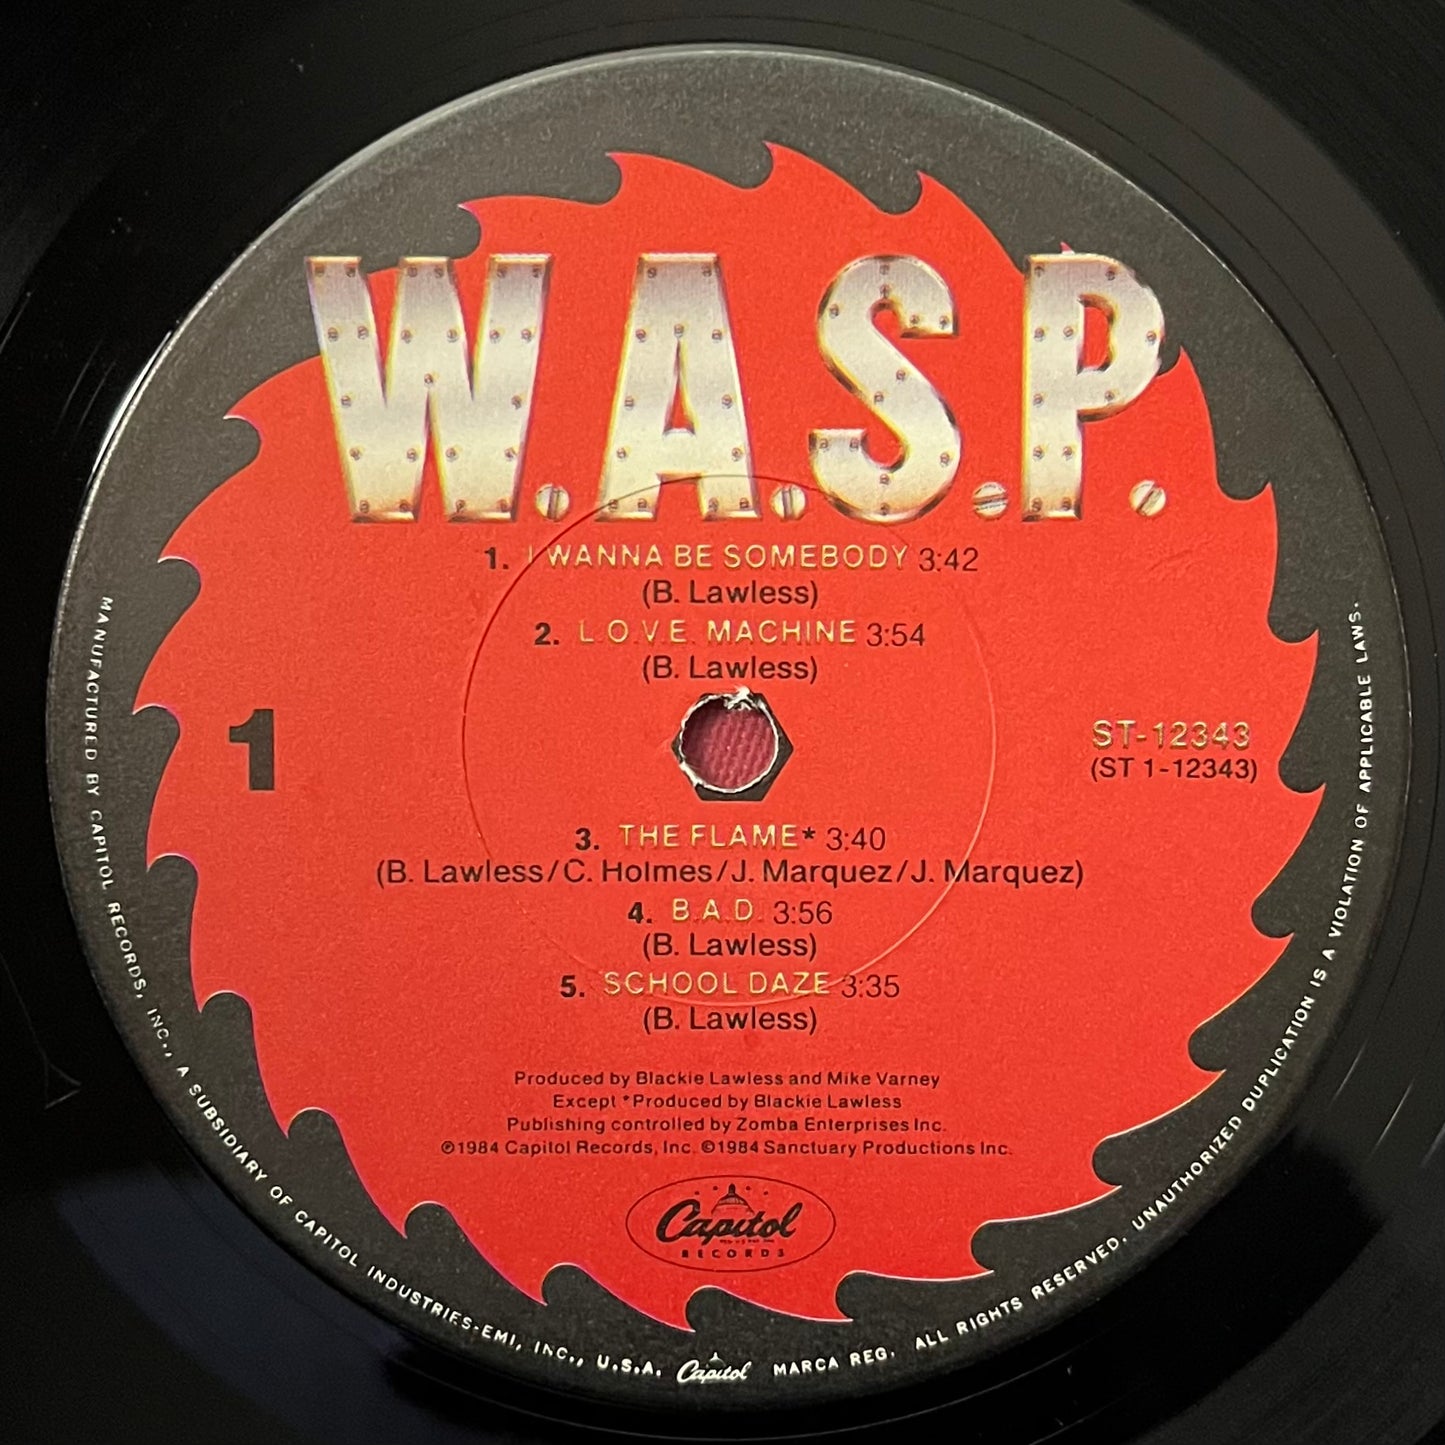 W.A.S.P.
1. I WANNA BE SOMEBODY 3:42
(B. Lawless)
2. L.O.V.E. MACHINE 3:54
(B. Lawless)
1
ST-12343
(ST 1-12343)
3. THE FLAME* 3:40
(B. Lawless/C. Holmes/J. Marquez/J. Marquez)
4. B.A.D. 3:56
(B. Lawless)
5. SCHOOL DAZE 3:35
(B. Lawless)
Produced by Blackie Lawless and Mike Varney
Except *Produced by Blackie Lawless
Publishing controlled by Zomba Enterprises Inc.
℗1984 Capitol Records, Inc. ©1984 Sanctuary Productions Inc.
Capitol
RECORDS
MANUFACTURED BY CAPITOL RECORDS, INC., A SUBSIDIARY OF CAPITOL INDUSTRIES-EMI, INC., U.S.A. Capitol MARCA REG. ALL RIGHTS RESERVED. UNAUTHORIZED DUPLICATION IS A VIOLATION OF APPLICABLE LAWS.